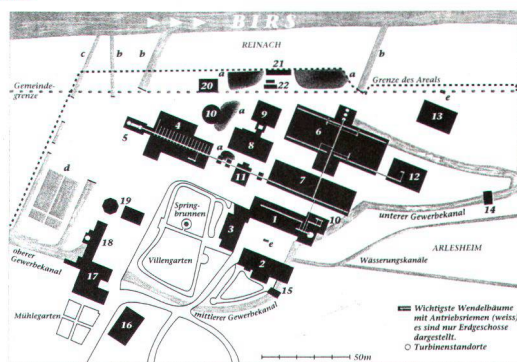 BIRS
c
b
b
b
REINACH
a
21
a
20
22
Gemeinde-
grenze
Grenze des Areals
e
10
a
9
13
4
6
5
8
a
12
11
7
d
14
Spring-
brunnen
10
19
1
unterer Gewerbekanal
3
18
e
ARLESHEIM
Villengarten
oberer
Gewerbekanal
2
Wässerungskanäle
17
15
Mühlegarten
mittlerer Gewerbekanal
16
Wichtigste Wendelbäume
mit Antriebsriemen (weiss),
es sind nur Erdgeschosse
dargestellt.
Turbinenstandorte
50m